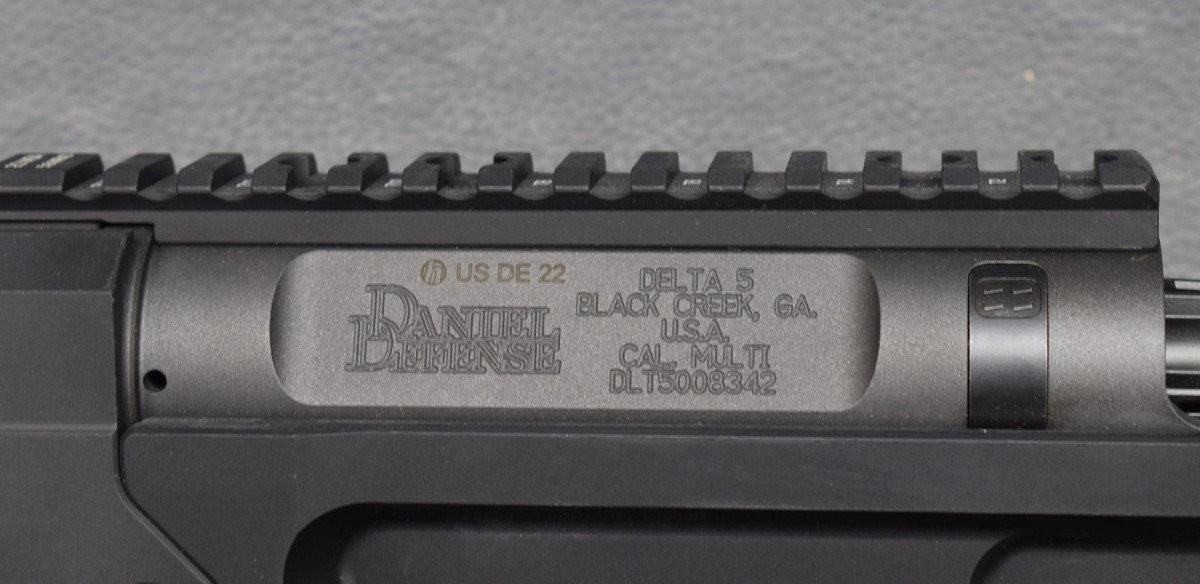 US DE 22
DANIEL
DEFENSE
DELTA 5
BLACK CREEK, GA.
U.S.A.
CAL. MULTI
DLT5008342